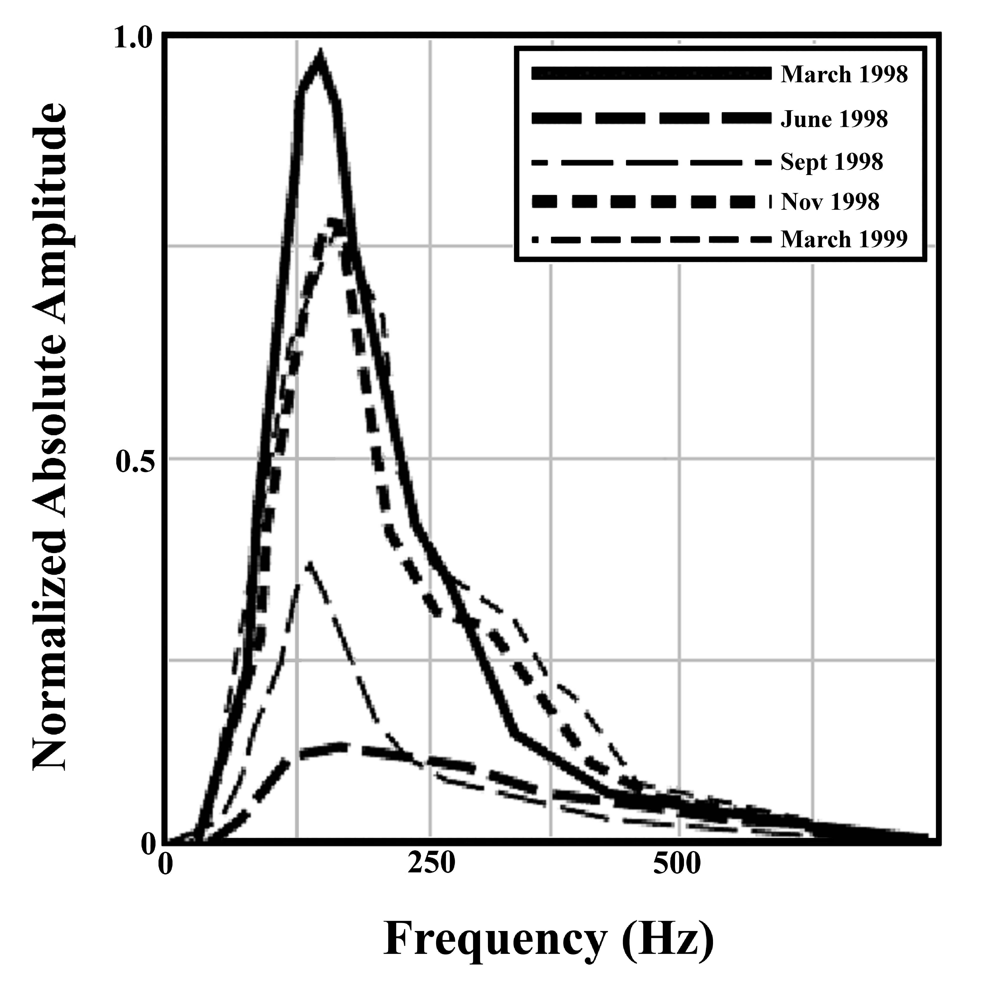 Normalized Absolute Amplitude
1.0
0.5
0
0
250
500
Frequency (Hz)
March 1998
June 1998
Sept 1998
Nov 1998
March 1999